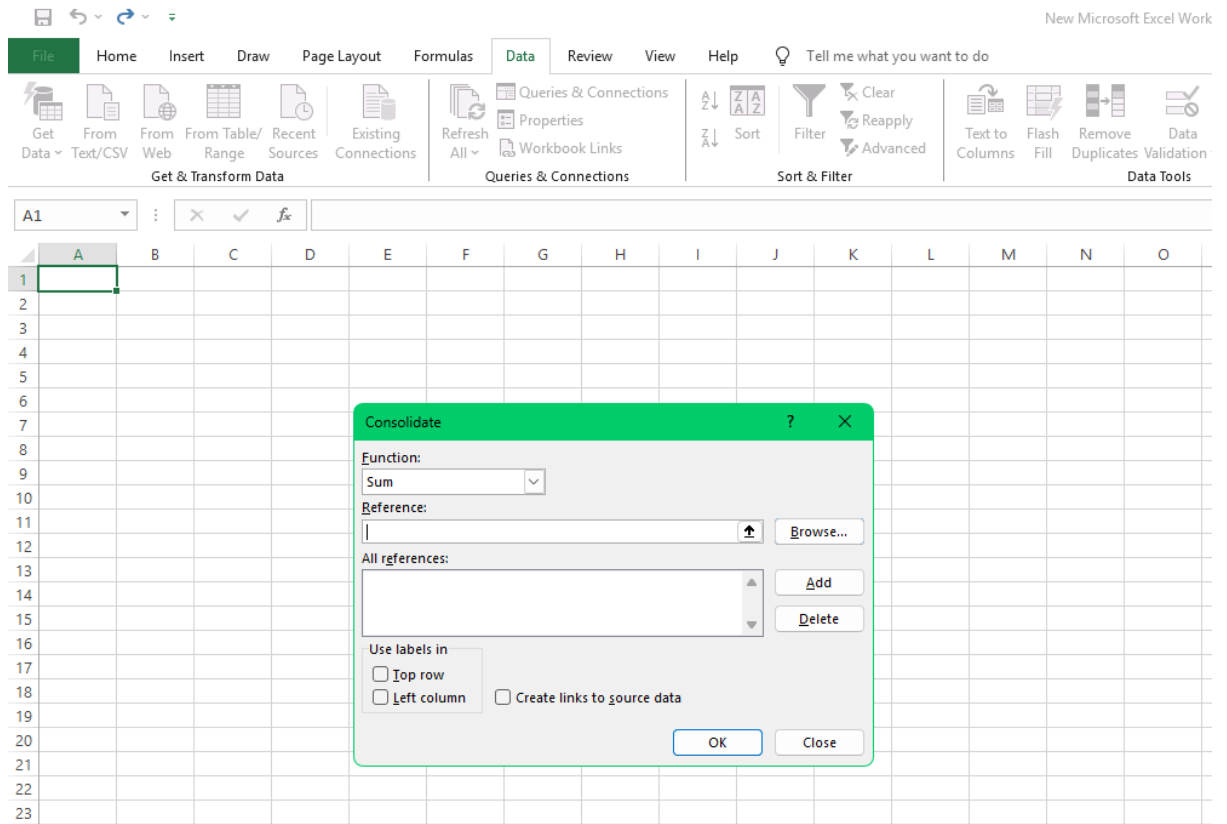 New Microsoft Excel Work
File Home Insert Draw Page Layout Formulas Data Review View Help Tell me what you want to do
Get Data
From Text/CSV
From Web
From Table/ Range
Recent Sources
Existing Connections
Get & Transform Data
Refresh All
Queries & Connections
Properties
Workbook Links
Queries & Connections
Sort
Filter
Clear
Reapply
Advanced
Sort & Filter
Text to Columns
Flash Fill
Remove Duplicates
Data Validation
Data Tools
A1 fx
A B C D E F G H I J K L M N O
1
2
3
4
5
6
7
8
9
10
11
12
13
14
15
16
17
18
19
20
21
22
23
Consolidate ?
Function:
Sum
Reference:
Browse...
All references:
Add
Delete
Use labels in
Top row
Left column
Create links to source data
OK Close